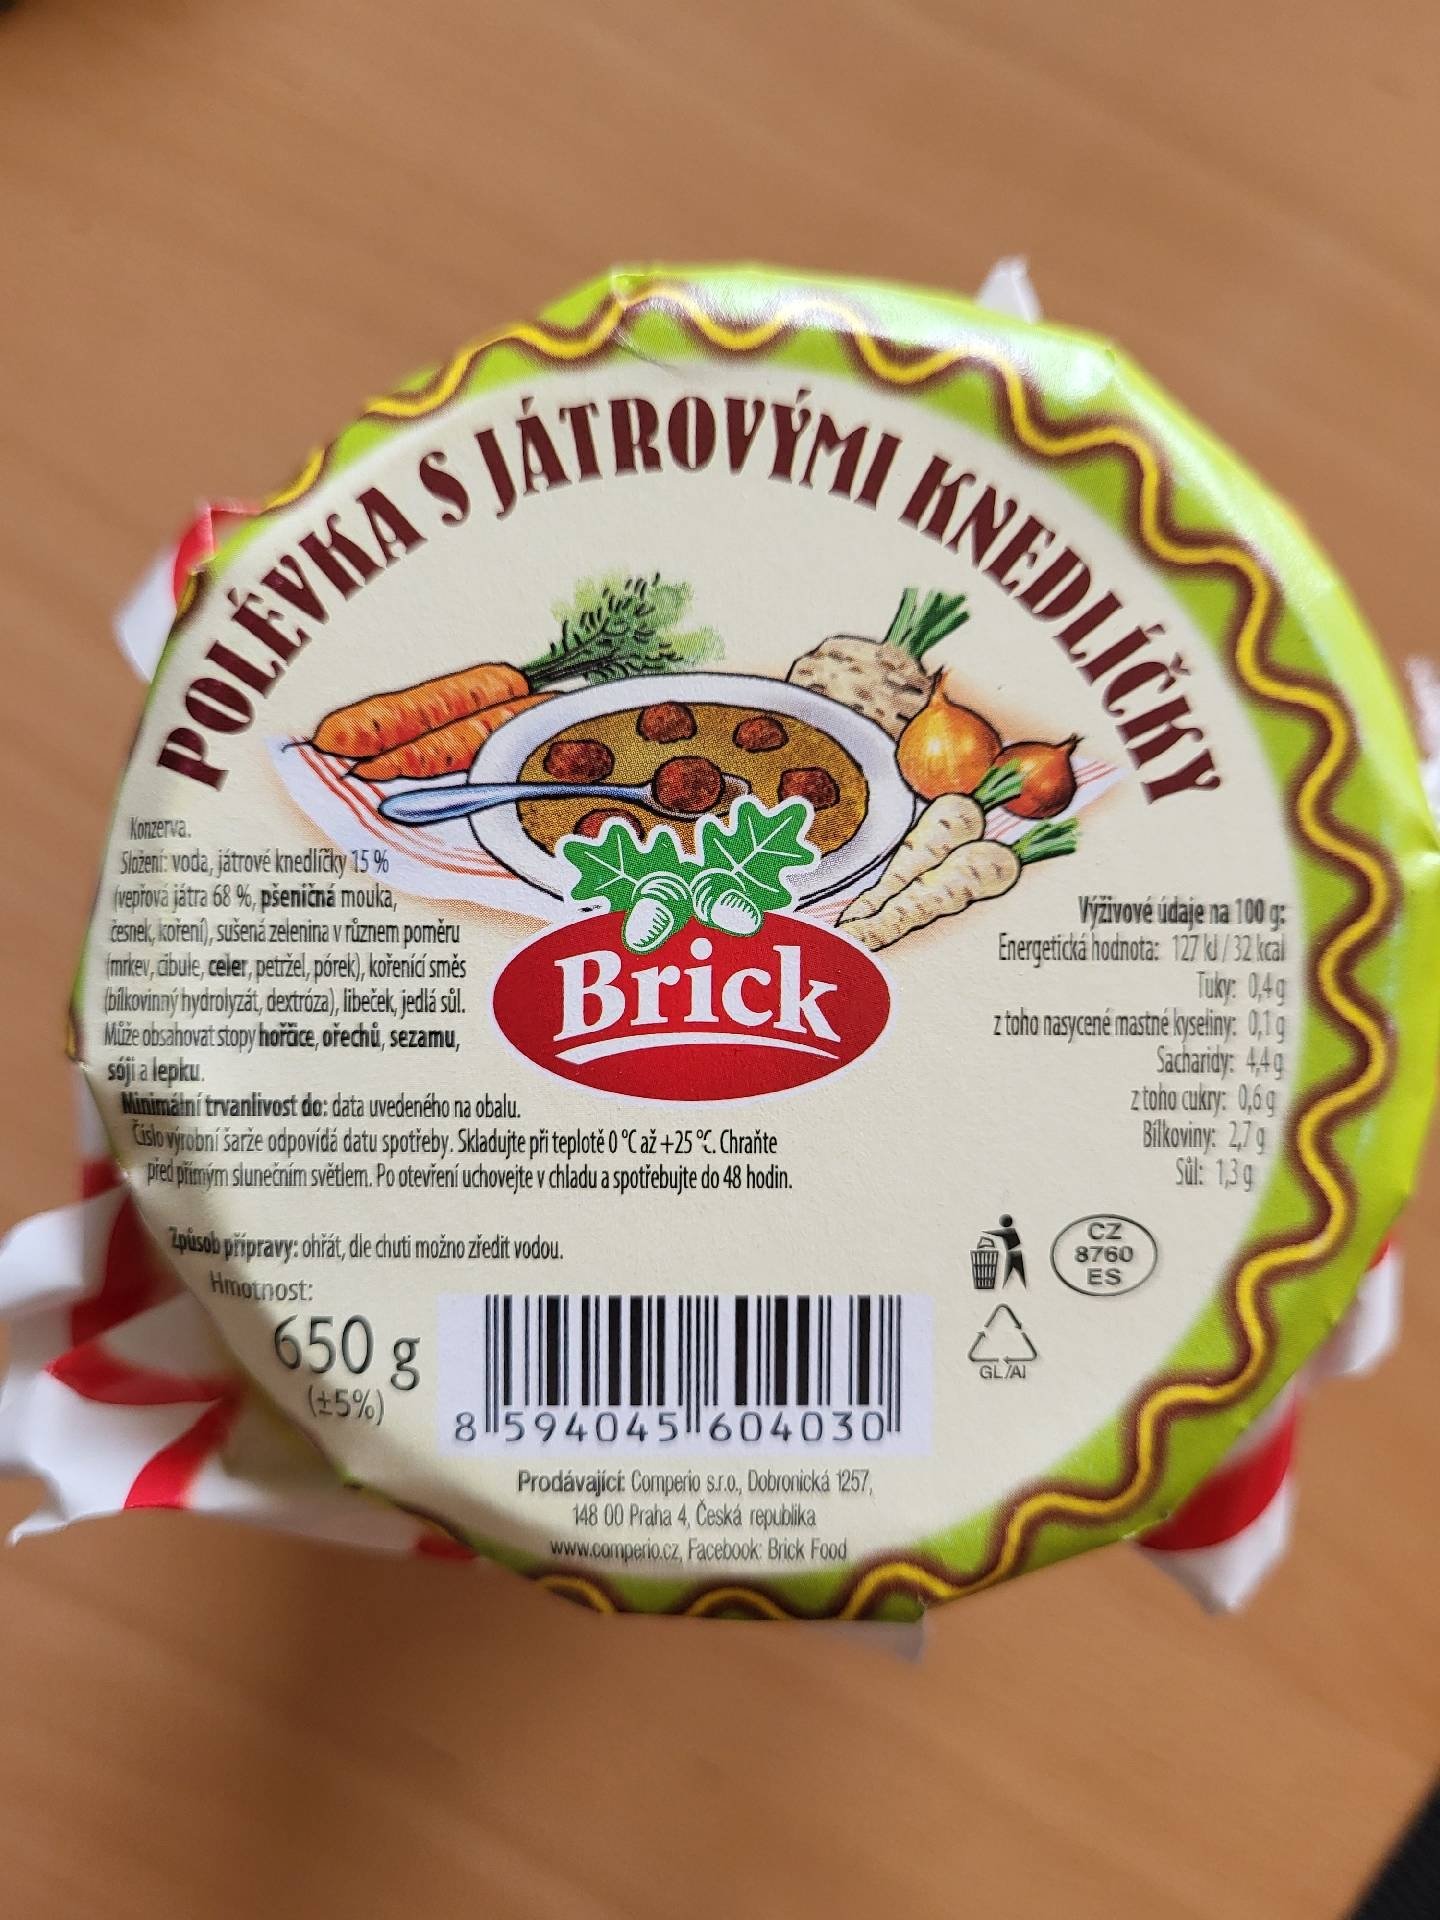 POLÉVKA S JÁTROVÝMI KNEDLÍČKY
Konzerva.
Složení: voda, játrové knedlíčky 15 %
(vepřová játra 68 %, pšeničná mouka,
česnek, koření), sušená zelenina v různem poměru
(mrkev, cibule, celer, petržel, pórek), kořenící směs
(bílkovinný hydrolyzát, dextróza), libeček, jedlá sůl.
Může obsahovat stopy hořčice, ořechů, sezamu,
sóji a lepku.
Minimální trvanlivost do: data uvedeného na obalu.
Číslo výrobní šarže odpovídá datu spotřeby. Skladujte při teplotě 0 °C až +25 °C. Chraňte
před přímým slunečním světlem. Po otevření uchovejte v chladu a spotřebujte do 48 hodin.
Způsob přípravy: ohřát, dle chuti možno zředit vodou.
Hmotnost:
650 g
(±5%)
Brick
Výživové údaje na 100 g:
Energetická hodnota: 127 kJ / 32 kcal
Tuky: 0,4 g
z toho nasycené mastné kyseliny: 0,1 g
Sacharidy: 4,4 g
z toho cukry: 0,6 g
Bílkoviny: 2,7 g
Sůl: 1,3 g
CZ
8760
ES
GL/Al
8 594045 604030
Prodávající: Comperio s.r.o., Dobronická 1257,
148 00 Praha 4, Česká republika
www.comperio.cz, Facebook: Brick Food